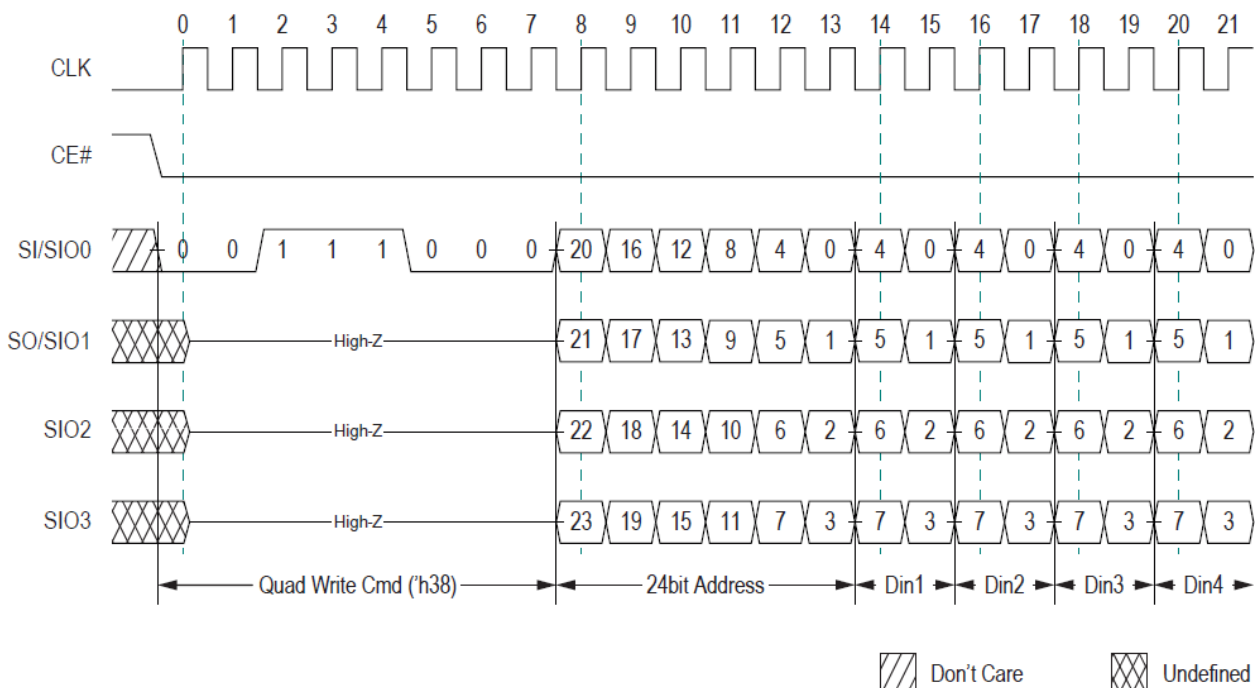 0 1 2 3 4 5 6 7 8 9 10 11 12 13 14 15 16 17 18 19 20 21
CLK
CE#
SI/SIO0 0 0 1 1 1 0 0 0 20 16 12 8 4 0 4 0 4 0 4 0 4 0
SO/SIO1 High-Z 21 17 13 9 5 1 5 1 5 1 5 1 5 1
SIO2 High-Z 22 18 14 10 6 2 6 2 6 2 6 2 6 2
SIO3 High-Z 23 19 15 11 7 3 7 3 7 3 7 3 7 3
Quad Write Cmd ('h38) 24bit Address Din1 Din2 Din3 Din4
Don't Care Undefined